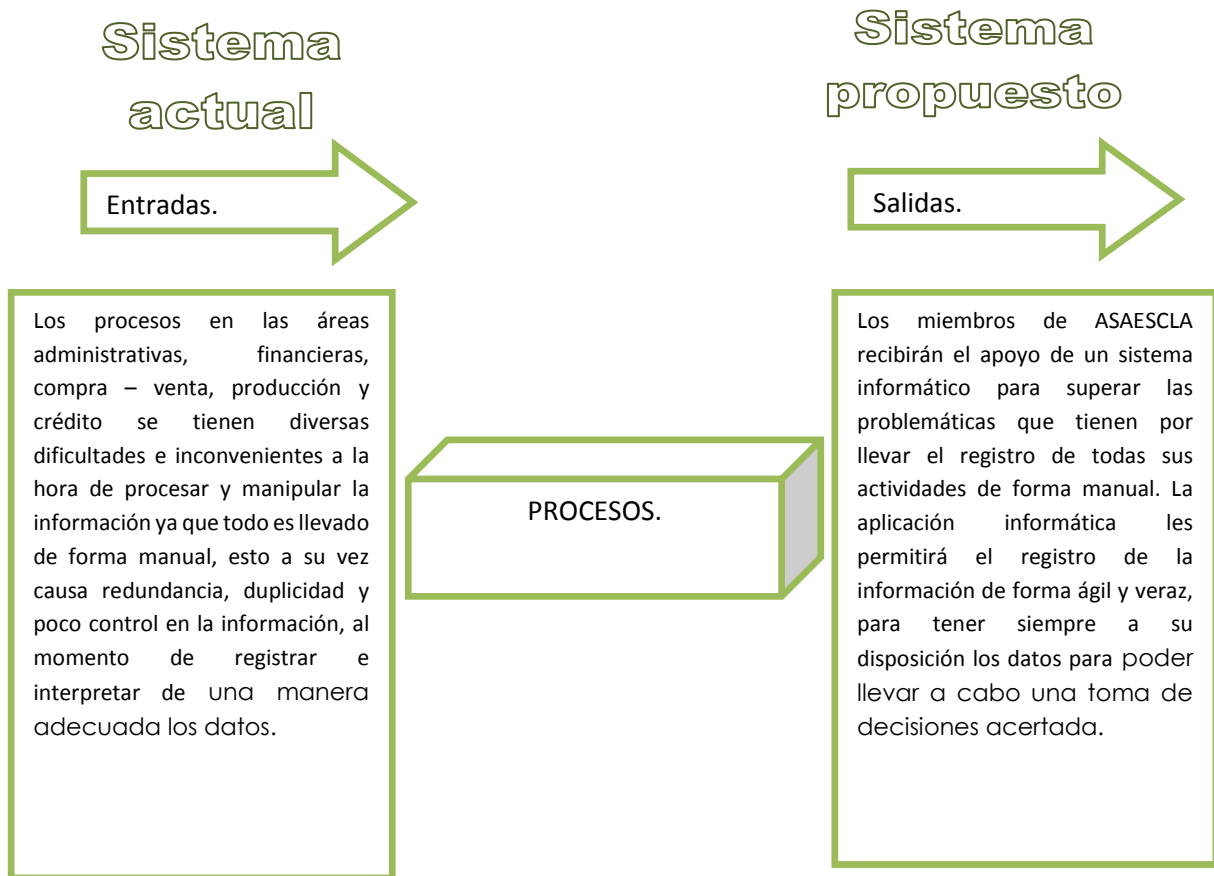 Sistema
actual
Entradas.
Los procesos en las áreas
administrativas, financieras,
compra – venta, producción y
crédito se tienen diversas
dificultades e inconvenientes a la
hora de procesar y manipular la
información ya que todo es llevado
de forma manual, esto a su vez
causa redundancia, duplicidad y
poco control en la información, al
momento de registrar e
interpretar de una manera
adecuada los datos.
PROCESOS.
Sistema
propuesto
Salidas.
Los miembros de ASAESCLA
recibirán el apoyo de un sistema
informático para superar las
problemáticas que tienen por
llevar el registro de todas sus
actividades de forma manual. La
aplicación informática les
permitirá el registro de la
información de forma ágil y veraz,
para tener siempre a su
disposición los datos para poder
llevar a cabo una toma de
decisiones acertada.